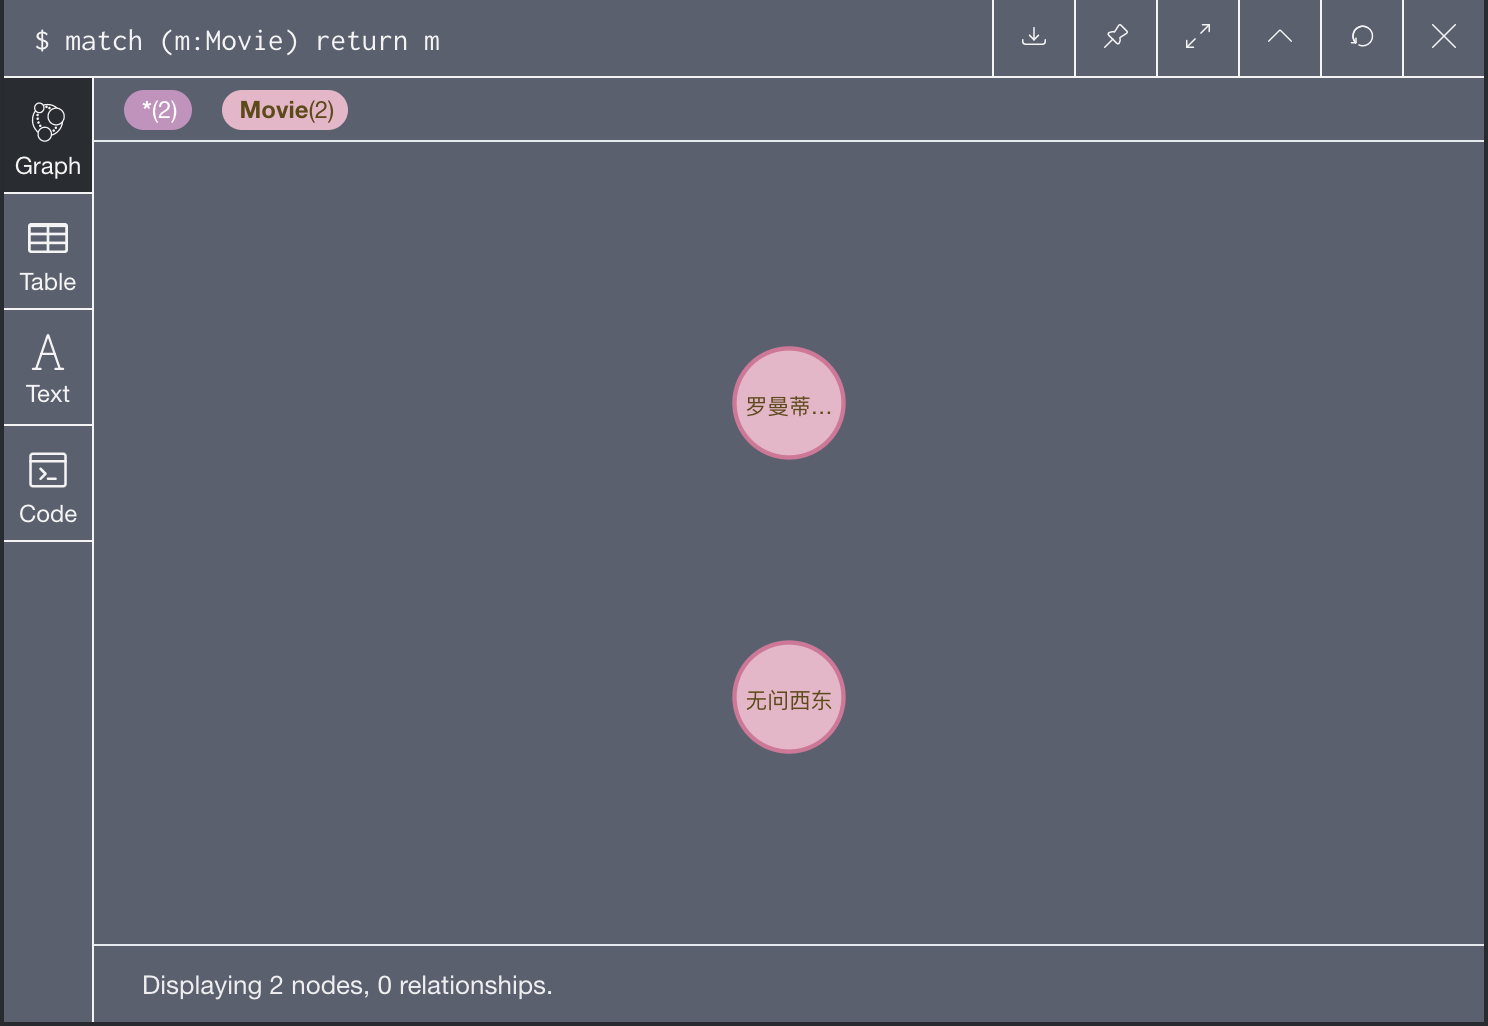 $ match (m:Movie) return m
*(2) Movie(2)
Graph
Table
Text
Code
罗曼蒂...
无问西东
Displaying 2 nodes, 0 relationships.